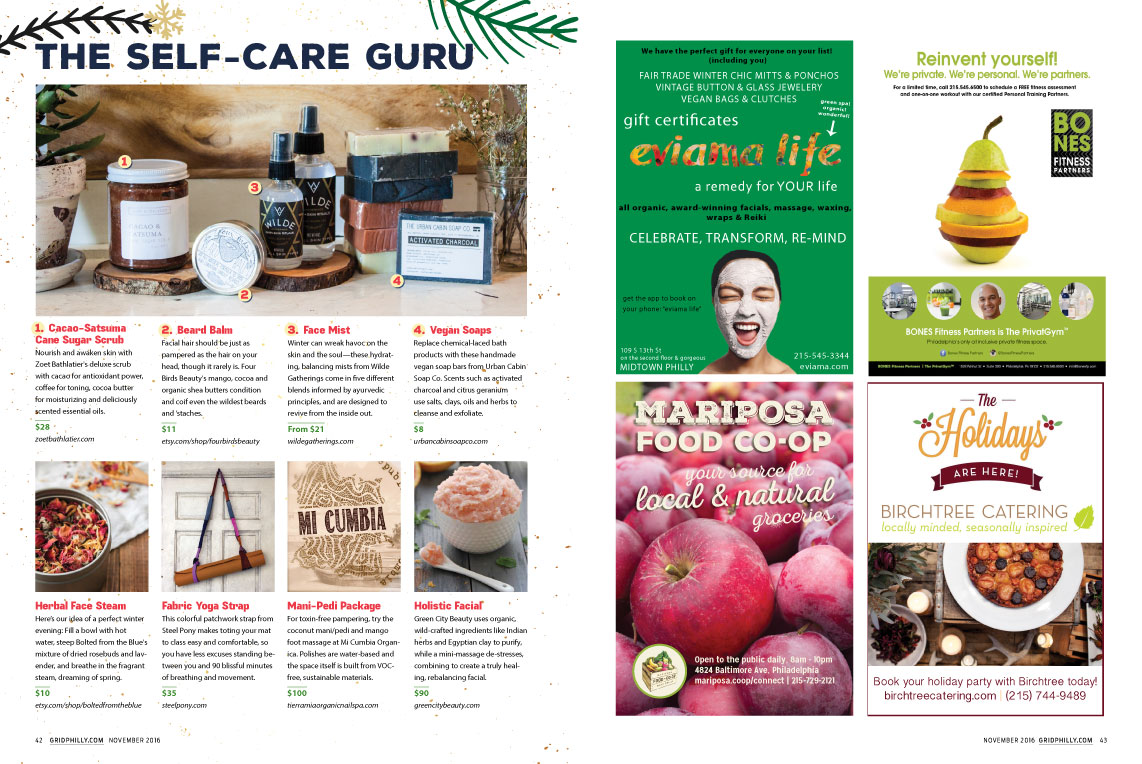 THE SELF-CARE GURU
1
3
2
4
CACAO &
SATSUMA
WILDE
WILDE
THE URBAN CABIN SOAP CO.
ACTIVATED CHARCOAL
1. Cacao-Satsuma
Cane Sugar Scrub
Nourish and awaken skin with
Zoet Bathlatier's deluxe scrub
with cacao for antioxidant power,
coffee for toning, cocoa butter
for moisturizing and deliciously
scented essential oils.
$28
zoetbathlatier.com
2. Beard Balm
Facial hair should be just as
pampered as the hair on your
head, though it rarely is. Four
Birds Beauty's mango, cocoa and
organic shea butters condition
and coif even the wildest beards
and 'staches.
$11
etsy.com/shop/fourbirdsbeauty
3. Face Mist
Winter can wreak havoc on the
skin and the soul—these hydrat-
ing, balancing mists from Wilde
Gatherings come in five different
blends informed by ayurvedic
principles, and are designed to
revive from the inside out.
From $21
wildegatherings.com
4. Vegan Soaps
Replace chemical-laced bath
products with these handmade
vegan soap bars from Urban Cabin
Soap Co. Scents such as activated
charcoal and citrus geranium
use salts, clays, oils and herbs to
cleanse and exfoliate.
$8
urbancabinsoapco.com
MI CUMBIA
Herbal Face Steam
Here's our idea of a perfect winter
evening: Fill a bowl with hot
water, steep Bolted from the Blue's
mixture of dried rosebuds and lav-
ender, and breathe in the fragrant
steam, dreaming of spring.
$10
etsy.com/shop/boltedfromtheblue
Fabric Yoga Strap
This colorful patchwork strap from
Steel Pony makes toting your mat
to class easy and comfortable, so
you have less excuses standing be-
tween you and 90 blissful minutes
of breathing and movement.
$35
steelpony.com
Mani-Pedi Package
For toxin-free pampering, try the
coconut mani/pedi and mango
foot massage at Mi Cumbia Organ-
ica. Polishes are water-based and
the space itself is built from VOC-
free, sustainable materials.
$100
tierramiaorganicnailspa.com
Holistic Facial
Green City Beauty uses organic,
wild-crafted ingredients like Indian
herbs and Egyptian clay to purify,
while a mini-massage de-stresses,
combining to create a truly heal-
ing, rebalancing facial.
$90
greencitybeauty.com
42 GRIDPHILLY.COM NOVEMBER 2016
We have the perfect gift for everyone on your list!
(including you)
FAIR TRADE WINTER CHIC MITTS & PONCHOS
VINTAGE BUTTON & GLASS JEWELERY
VEGAN BAGS & CLUTCHES
green spa!
organic!
wonderful!
gift certificates
eviama life
a remedy for YOUR life
all organic, award-winning facials, massage, waxing,
wraps & Reiki
CELEBRATE, TRANSFORM, RE-MIND
get the app to book on
your phone: "eviama life"
109 S 13th St
on the second floor & gorgeous
MIDTOWN PHILLY
215-545-3344
eviama.com
Reinvent yourself!
We're private. We're personal. We're partners.
For a limited time, call 215.545.6500 to schedule a FREE fitness assessment
and one-on-one workout with our certified Personal Training Partners.
BO
NES
FITNESS
PARTNERS
BONES Fitness Partners is The PrivatGym™
Philadelphia's only all inclusive private fitness space.
BONES Fitness Partners | The PrivatGym™
MARIPOSA
FOOD CO-OP
your source for
local & natural
groceries
Open to the public daily, 8am - 10pm
4824 Baltimore Ave, Philadelphia
mariposa.coop/connect | 215-729-2121
The
Holidays
ARE HERE!
BIRCHTREE CATERING
locally minded, seasonally inspired
Book your holiday party with Birchtree today!
birchtreecatering.com | (215) 744-9489
NOVEMBER 2016 GRIDPHILLY.COM 43